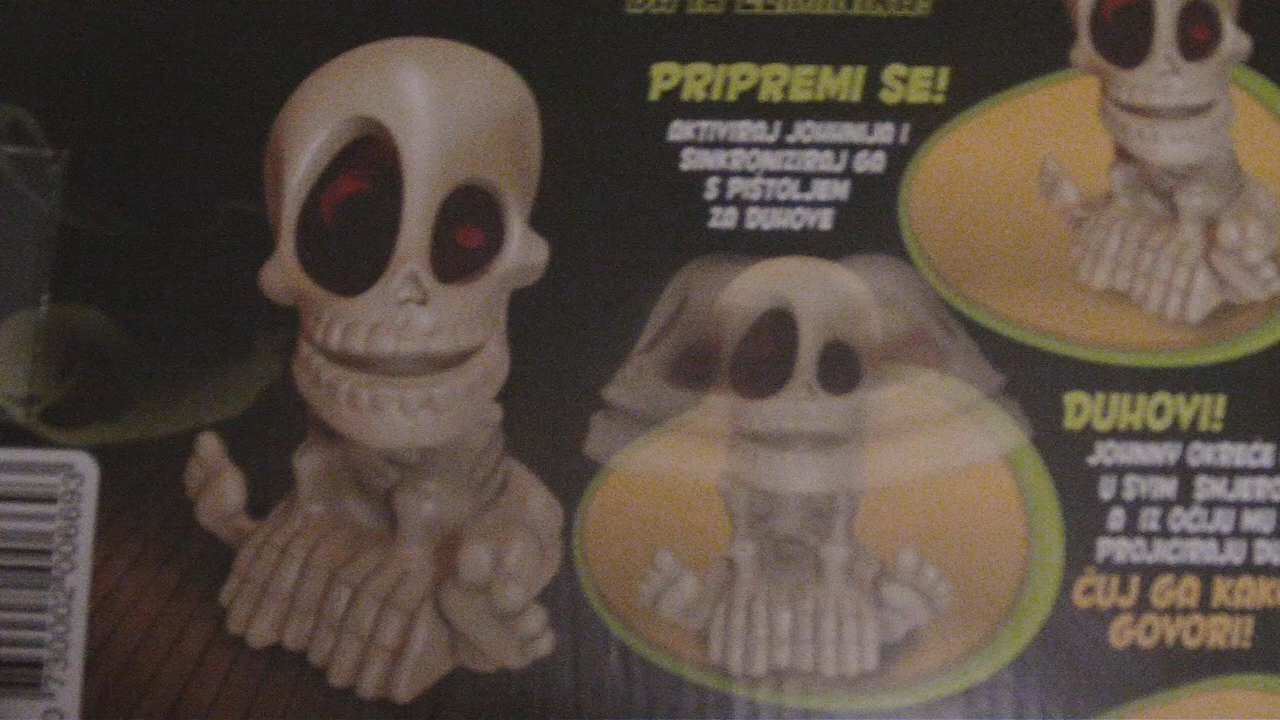 PRIPREMI SE!
AKTIVIRAJ JOHNNIJA I
SINKRONIZIRAJ GA
S PIŠTOLJEM
ZA DUHOVE
DUHOVI!
JOHNNY OKREĆE
U SVIM
A IZ OČIJU MU
PROJICIRAJU
ČUJ GA
GOVORI!